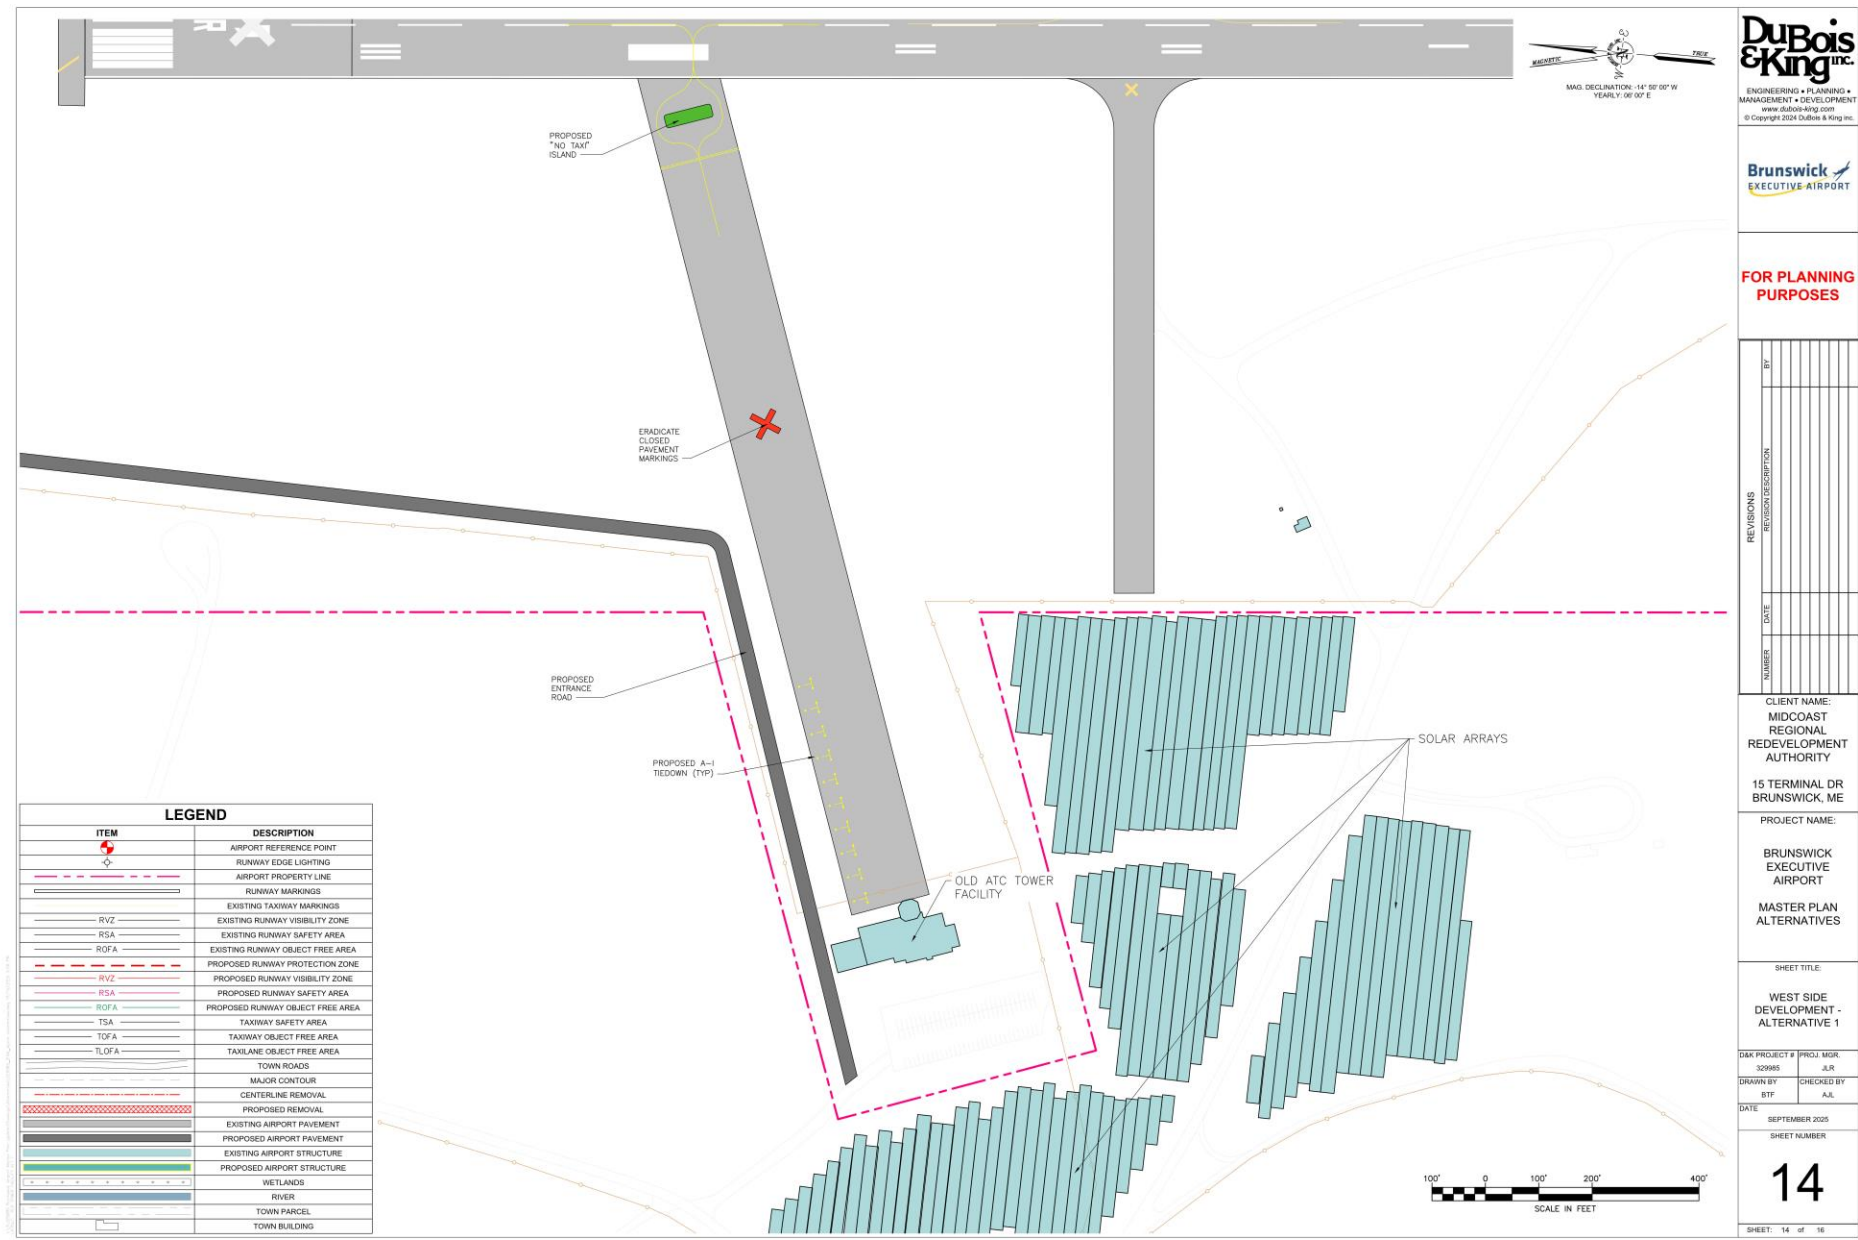 PROPOSED
"NO TAXI"
ISLAND
ERADICATE
CLOSED
PAVEMENT
MARKINGS
PROPOSED
ENTRANCE
ROAD
PROPOSED A-I
TIEDOWN (TYP)
OLD ATC TOWER
FACILITY
SOLAR ARRAYS
MAGNETIC
TRUE
MAG. DECLINATION: -14° 50' 00" W
YEARLY: 06' 00" E
LEGEND
ITEM DESCRIPTION
AIRPORT REFERENCE POINT
RUNWAY EDGE LIGHTING
AIRPORT PROPERTY LINE
RUNWAY MARKINGS
EXISTING TAXIWAY MARKINGS
RVZ EXISTING RUNWAY VISIBILITY ZONE
RSA EXISTING RUNWAY SAFETY AREA
ROFA EXISTING RUNWAY OBJECT FREE AREA
PROPOSED RUNWAY PROTECTION ZONE
RVZ PROPOSED RUNWAY VISIBILITY ZONE
RSA PROPOSED RUNWAY SAFETY AREA
ROFA PROPOSED RUNWAY OBJECT FREE AREA
TSA TAXIWAY SAFETY AREA
TOFA TAXIWAY OBJECT FREE AREA
TLOFA TAXILANE OBJECT FREE AREA
TOWN ROADS
MAJOR CONTOUR
CENTERLINE REMOVAL
PROPOSED REMOVAL
EXISTING AIRPORT PAVEMENT
PROPOSED AIRPORT PAVEMENT
EXISTING AIRPORT STRUCTURE
PROPOSED AIRPORT STRUCTURE
WETLANDS
RIVER
TOWN PARCEL
TOWN BUILDING
100' 0 100' 200' 400'
SCALE IN FEET
DuBois
&King inc.
ENGINEERING • PLANNING •
MANAGEMENT • DEVELOPMENT
www.dubois-king.com
© Copyright 2024 DuBois & King inc.
Brunswick
EXECUTIVE AIRPORT
FOR PLANNING
PURPOSES
REVISIONS
NUMBER DATE REVISION DESCRIPTION BY
CLIENT NAME:
MIDCOAST
REGIONAL
REDEVELOPMENT
AUTHORITY
15 TERMINAL DR
BRUNSWICK, ME
PROJECT NAME:
BRUNSWICK
EXECUTIVE
AIRPORT
MASTER PLAN
ALTERNATIVES
SHEET TITLE:
WEST SIDE
DEVELOPMENT -
ALTERNATIVE 1
D&K PROJECT # PROJ. MGR.
329985 JLR
DRAWN BY CHECKED BY
BTF AJL
DATE
SEPTEMBER 2025
SHEET NUMBER
14
SHEET: 14 of 16